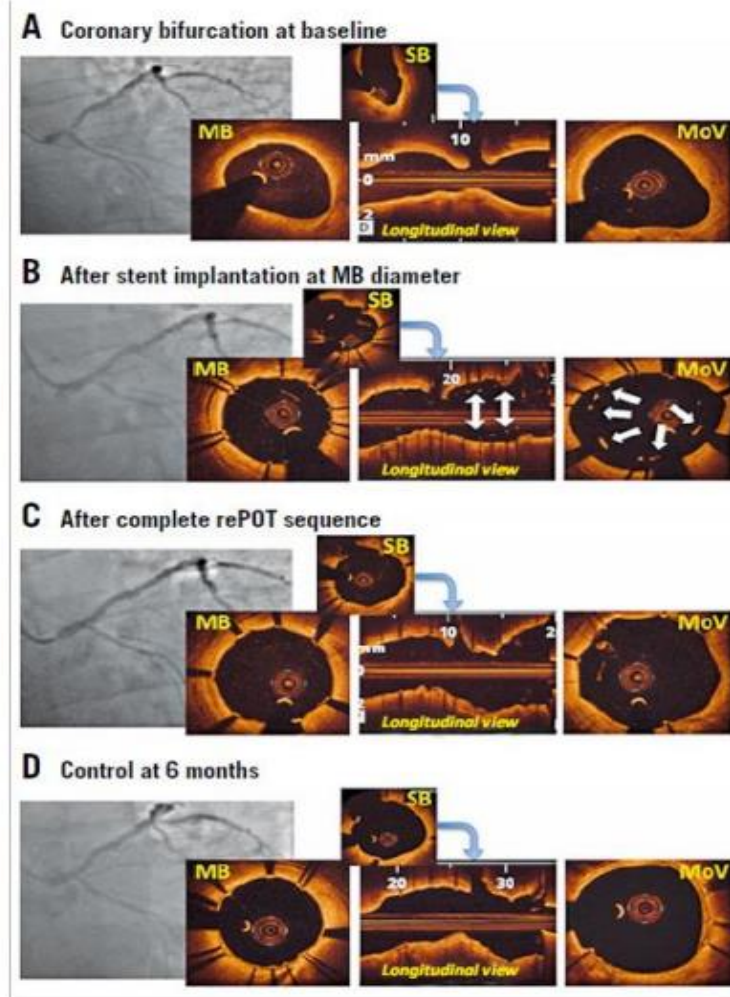 A Coronary bifurcation at baseline
SB
MB
10
mm
0
2
D
Longitudinal view
MoV
B After stent implantation at MB diameter
SB
MB
20
Longitudinal view
MoV
C After complete rePOT sequence
SB
MB
10
2
mm
0
Longitudinal view
MoV
D Control at 6 months
SB
MB
20
30
Longitudinal view
MoV